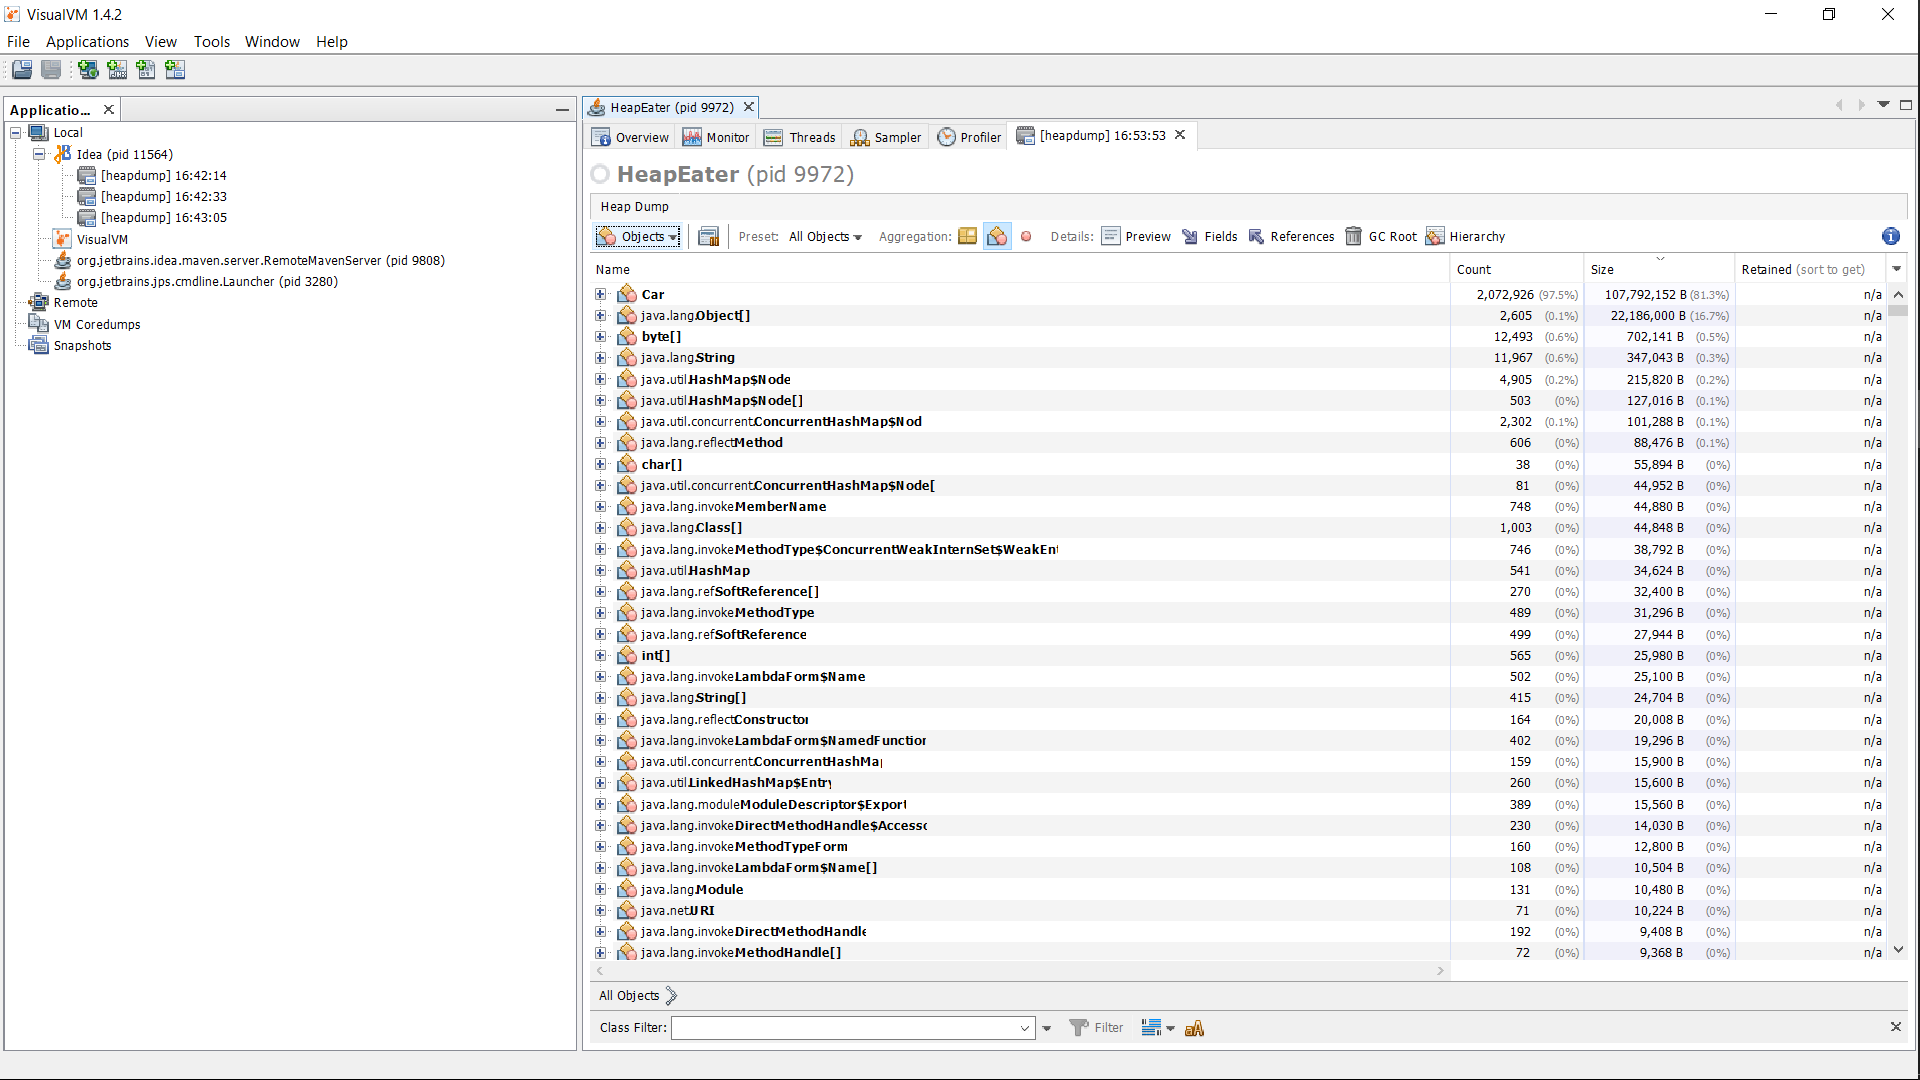 VisualVM 1.4.2
File Applications View Tools Window Help
Applicatio...
Local
Idea (pid 11564)
[heapdump] 16:42:14
[heapdump] 16:42:33
[heapdump] 16:43:05
VisualVM
org.jetbrains.idea.maven.server.RemoteMavenServer (pid 9808)
org.jetbrains.jps.cmdline.Launcher (pid 3280)
Remote
VM Coredumps
Snapshots
HeapEater (pid 9972)
Overview Monitor Threads Sampler Profiler [heapdump] 16:53:53
HeapEater (pid 9972)
Heap Dump
Objects Preset: All Objects Aggregation: Details: Preview Fields References GC Root Hierarchy
Name Count Size Retained (sort to get)
Car 2,072,926 (97.5%) 107,792,152 B (81.3%) n/a
java.lang.Object[] 2,605 (0.1%) 22,186,000 B (16.7%) n/a
byte[] 12,493 (0.6%) 702,141 B (0.5%) n/a
java.lang.String 11,967 (0.6%) 347,043 B (0.3%) n/a
java.util.HashMap$Node 4,905 (0.2%) 215,820 B (0.2%) n/a
java.util.HashMap$Node[] 503 (0%) 127,016 B (0.1%) n/a
java.util.concurrent.ConcurrentHashMap$Nod 2,302 (0.1%) 101,288 B (0.1%) n/a
java.lang.reflect.Method 606 (0%) 88,476 B (0.1%) n/a
char[] 38 (0%) 55,894 B (0%) n/a
java.util.concurrent.ConcurrentHashMap$Node[ 81 (0%) 44,952 B (0%) n/a
java.lang.invoke.MemberName 748 (0%) 44,880 B (0%) n/a
java.lang.Class[] 1,003 (0%) 44,848 B (0%) n/a
java.lang.invoke.MethodType$ConcurrentWeakInternSet$WeakEnt 746 (0%) 38,792 B (0%) n/a
java.util.HashMap 541 (0%) 34,624 B (0%) n/a
java.lang.ref.SoftReference[] 270 (0%) 32,400 B (0%) n/a
java.lang.invoke.MethodType 489 (0%) 31,296 B (0%) n/a
java.lang.ref.SoftReference 499 (0%) 27,944 B (0%) n/a
int[] 565 (0%) 25,980 B (0%) n/a
java.lang.invoke.LambdaForm$Name 502 (0%) 25,100 B (0%) n/a
java.lang.String[] 415 (0%) 24,704 B (0%) n/a
java.lang.reflect.Constructor 164 (0%) 20,008 B (0%) n/a
java.lang.invoke.LambdaForm$NamedFunction 402 (0%) 19,296 B (0%) n/a
java.util.concurrent.ConcurrentHashMap 159 (0%) 15,900 B (0%) n/a
java.util.LinkedHashMap$Entry 260 (0%) 15,600 B (0%) n/a
java.lang.module.ModuleDescriptor$Export 389 (0%) 15,560 B (0%) n/a
java.lang.invoke.DirectMethodHandle$Accesso 230 (0%) 14,030 B (0%) n/a
java.lang.invoke.MethodTypeForm 160 (0%) 12,800 B (0%) n/a
java.lang.invoke.LambdaForm$Name[] 108 (0%) 10,504 B (0%) n/a
java.lang.Module 131 (0%) 10,480 B (0%) n/a
java.net.URI 71 (0%) 10,224 B (0%) n/a
java.lang.invoke.DirectMethodHandle 192 (0%) 9,408 B (0%) n/a
java.lang.invoke.MethodHandle[] 72 (0%) 9,368 B (0%) n/a
All Objects
Class Filter: Filter